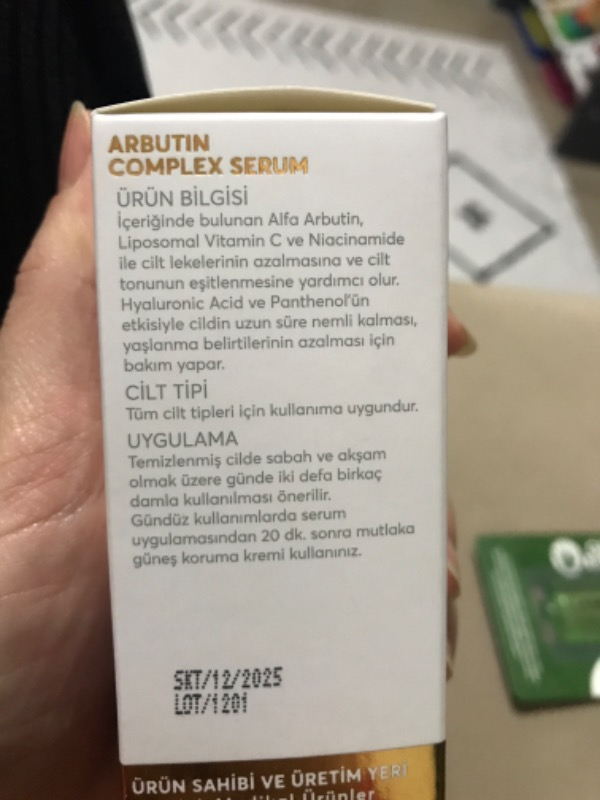 ARBUTIN
COMPLEX SERUM
ÜRÜN BİLGİSİ
İçeriğinde bulunan Alfa Arbutin,
Liposomal Vitamin C ve Niacinamide
ile cilt lekelerinin azalmasına ve cilt
tonunun eşitlenmesine yardımcı olur.
Hyaluronic Acid ve Panthenol'ün
etkisiyle cildin uzun süre nemli kalması,
yaşlanma belirtilerinin azalması için
bakım yapar.
CİLT TİPİ
Tüm cilt tipleri için kullanıma uygundur.
UYGULAMA
Temizlenmiş cilde sabah ve akşam
olmak üzere günde iki defa birkaç
damla kullanılması önerilir.
Gündüz kullanımlarda serum
uygulamasından 20 dk. sonra mutlaka
güneş koruma kremi kullanınız.
SKT/12/2025
LOT/1201
ÜRÜN SAHİBİ VE ÜRETİM YERİ
Ürünler